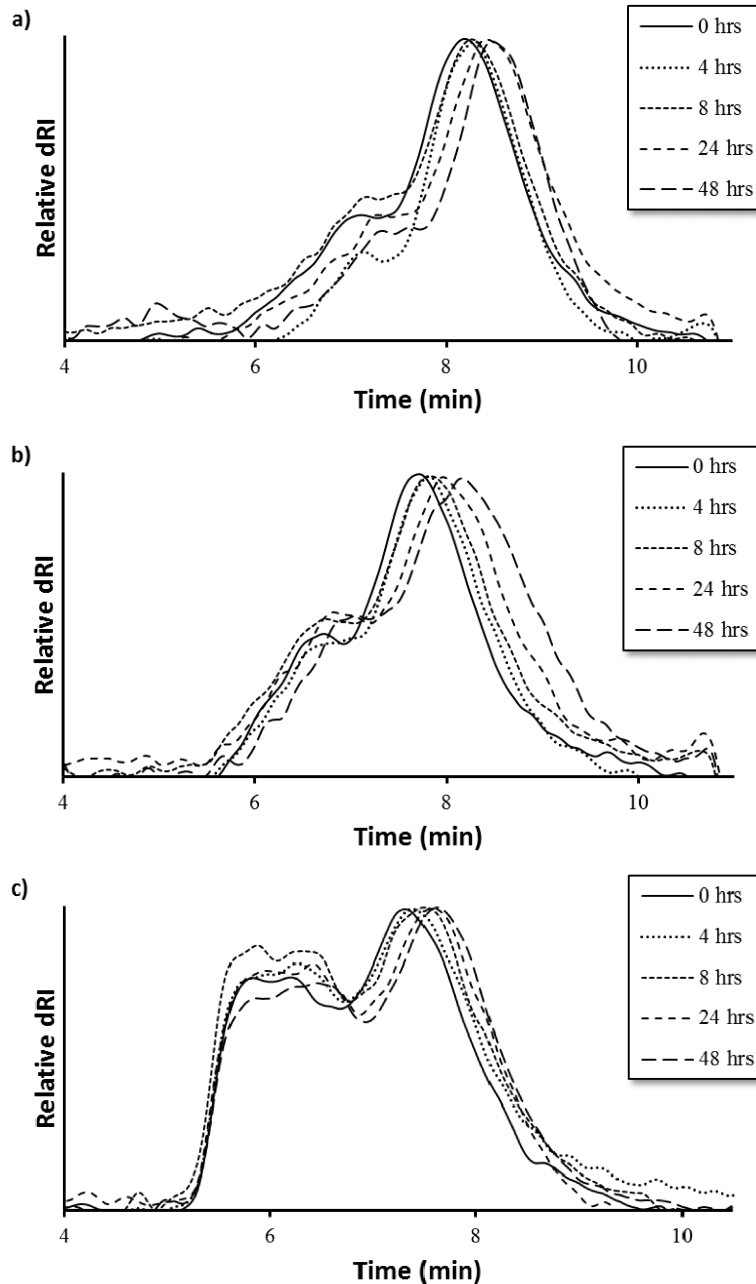 a)
Relative dRI
0 hrs
4 hrs
8 hrs
24 hrs
48 hrs
4
6
8
10
Time (min)
b)
Relative dRI
0 hrs
4 hrs
8 hrs
24 hrs
48 hrs
4
6
8
10
Time (min)
c)
Relative dRI
0 hrs
4 hrs
8 hrs
24 hrs
48 hrs
4
6
8
10
Time (min)